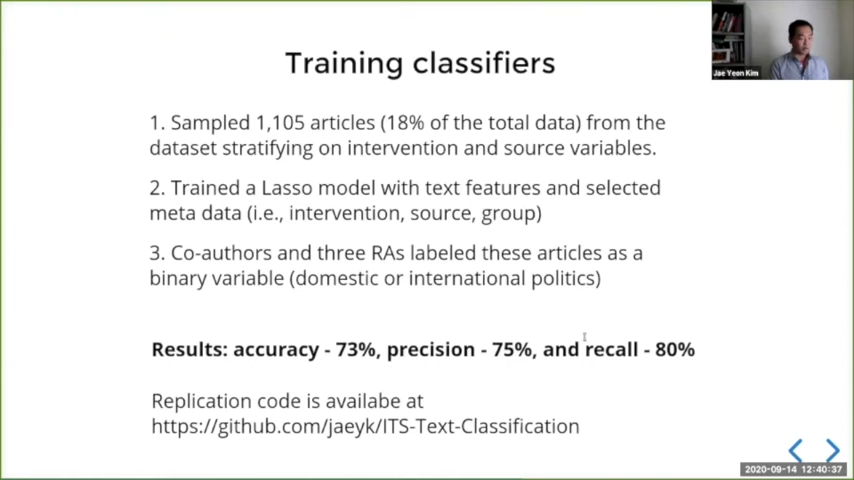 Training classifiers
Jae Yeon Kim
1. Sampled 1,105 articles (18% of the total data) from the
dataset stratifying on intervention and source variables.
2. Trained a Lasso model with text features and selected
meta data (i.e., intervention, source, group)
3. Co-authors and three RAs labeled these articles as a
binary variable (domestic or international politics)
Results: accuracy - 73%, precision - 75%, and recall - 80%
Replication code is availabe at
https://github.com/jaeyk/ITS-Text-Classification
2020-09-14 12:40:37